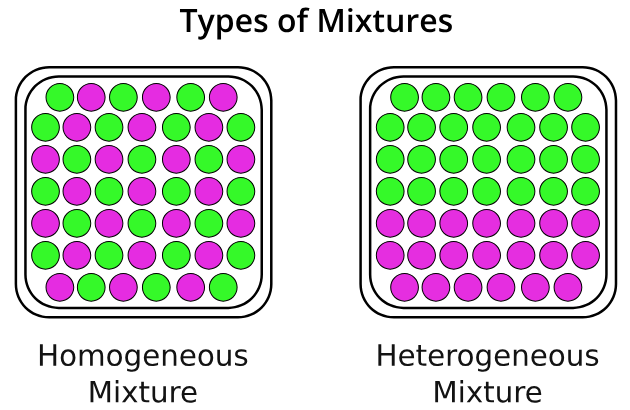 Types of Mixtures
Homogeneous
Mixture
Heterogeneous
Mixture